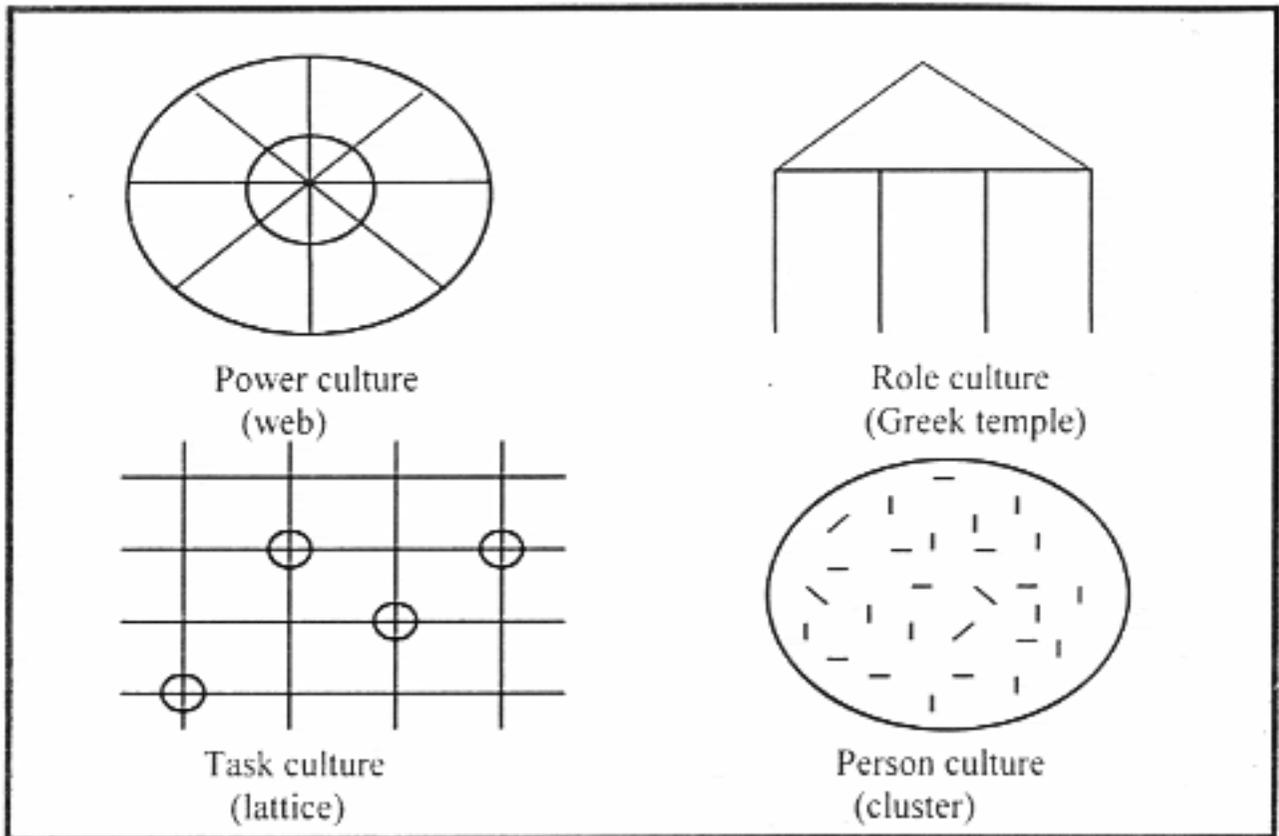 Power culture
(web)
Role culture
(Greek temple)
Task culture
(lattice)
Person culture
(cluster)